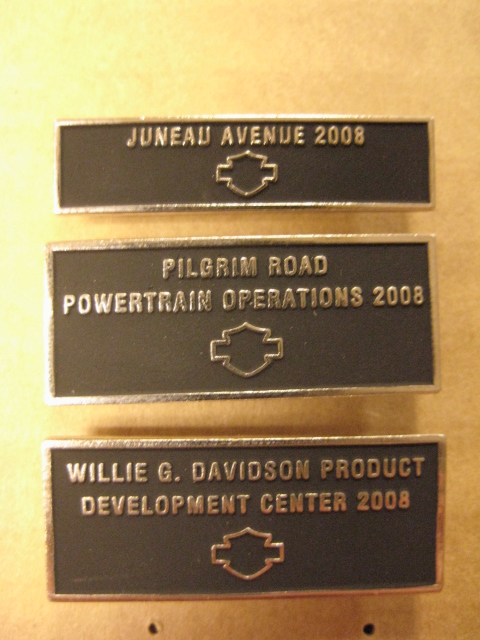 JUNEAU AVENUE 2008
PILGRIM ROAD
POWERTRAIN OPERATIONS 2008
WILLIE G. DAVIDSON PRODUCT
DEVELOPMENT CENTER 2008